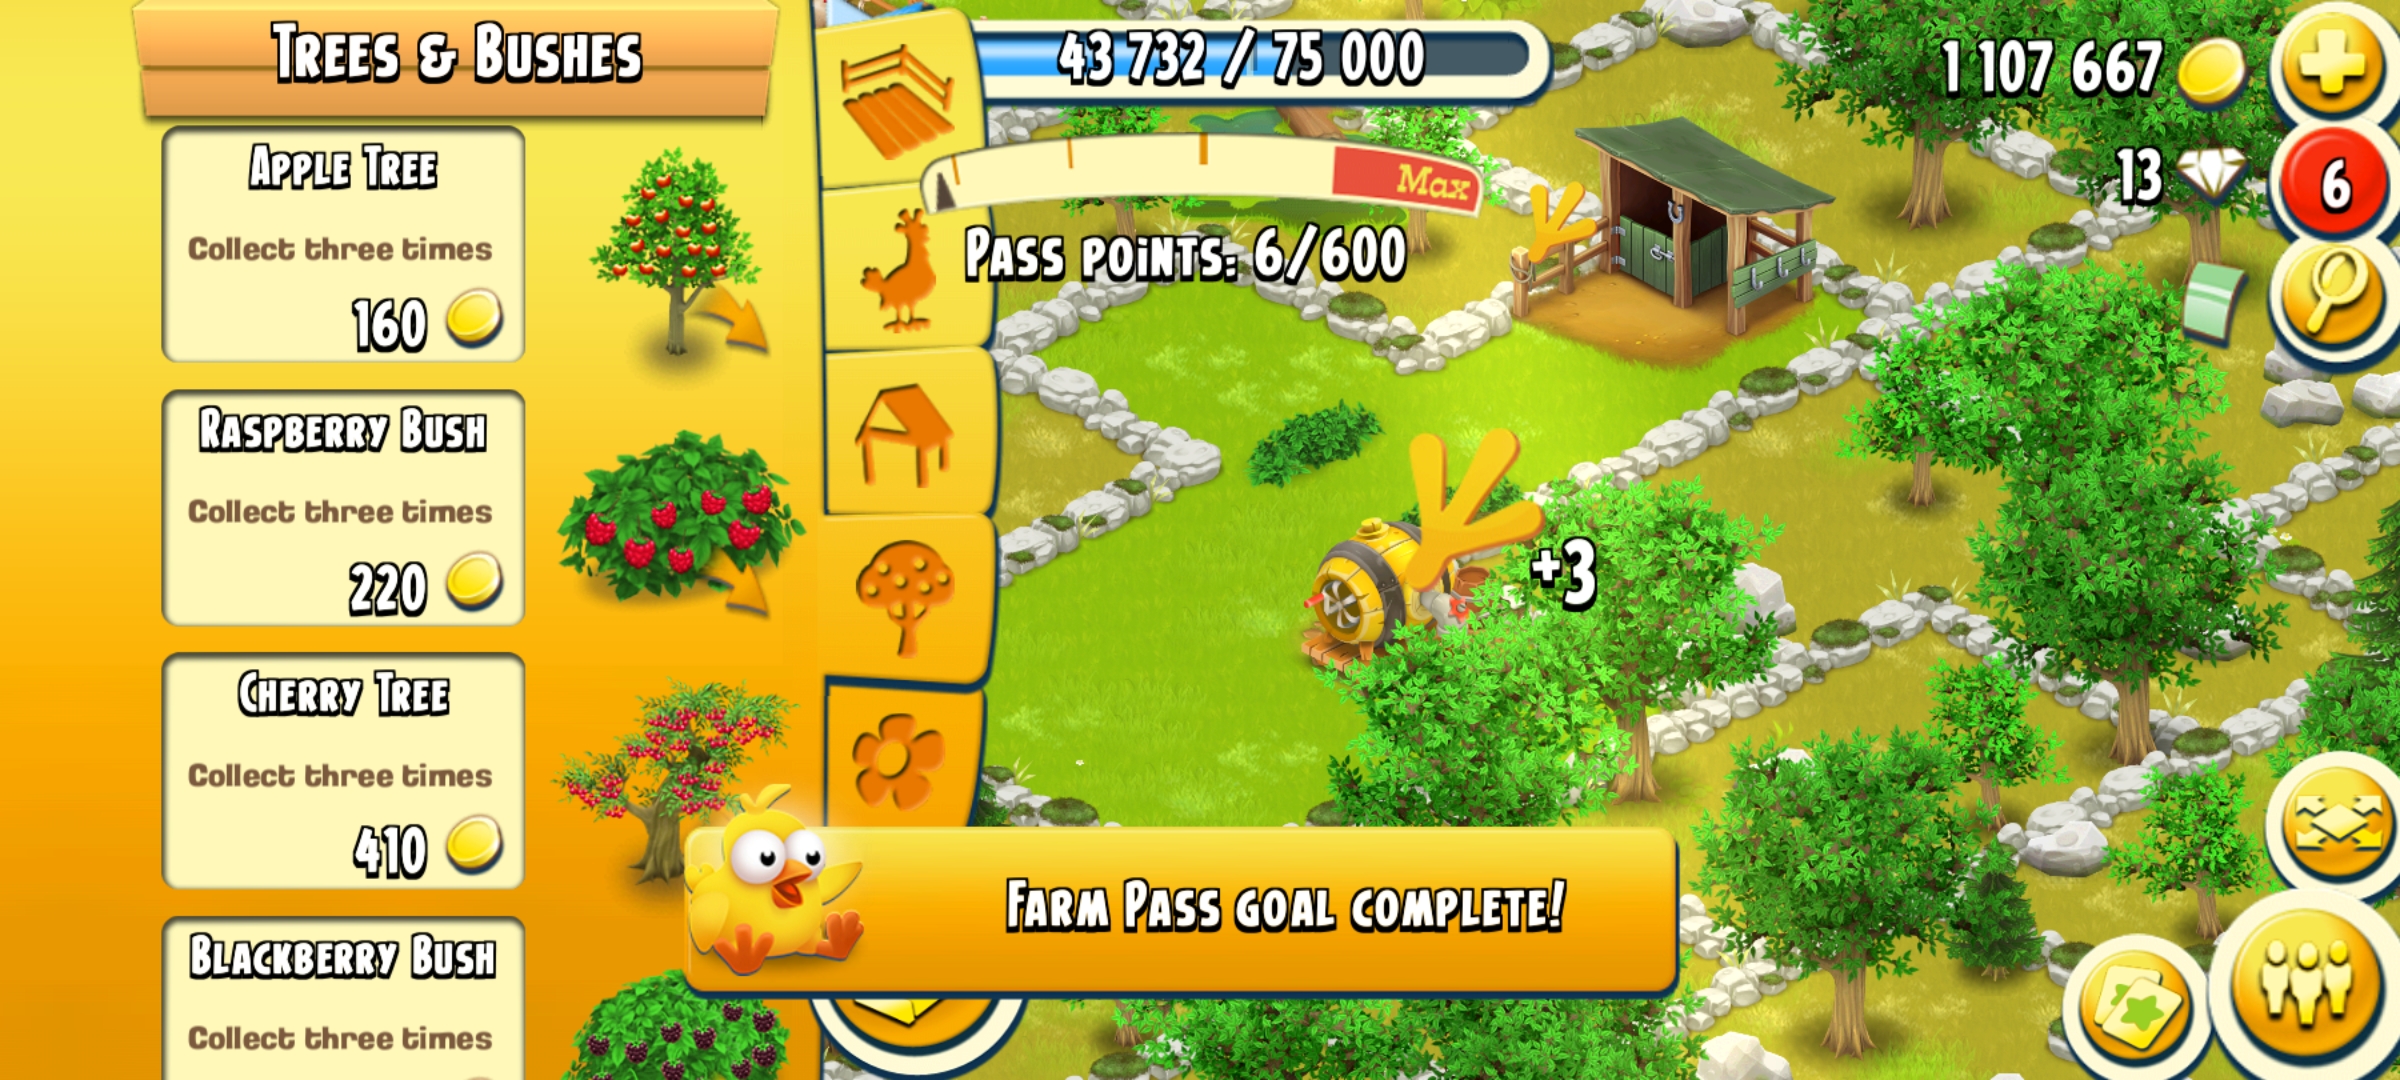 TREES & BUSHES
APPLE TREE
Collect three times
160
RASPBERRY BUSH
Collect three times
220
CHERRY TREE
Collect three times
410
BLACKBERRY BUSH
Collect three times
43 732 / 75 000
Max
PASS POINTS: 6/600
1 107 667
13
6
+3
FARM PASS GOAL COMPLETE!